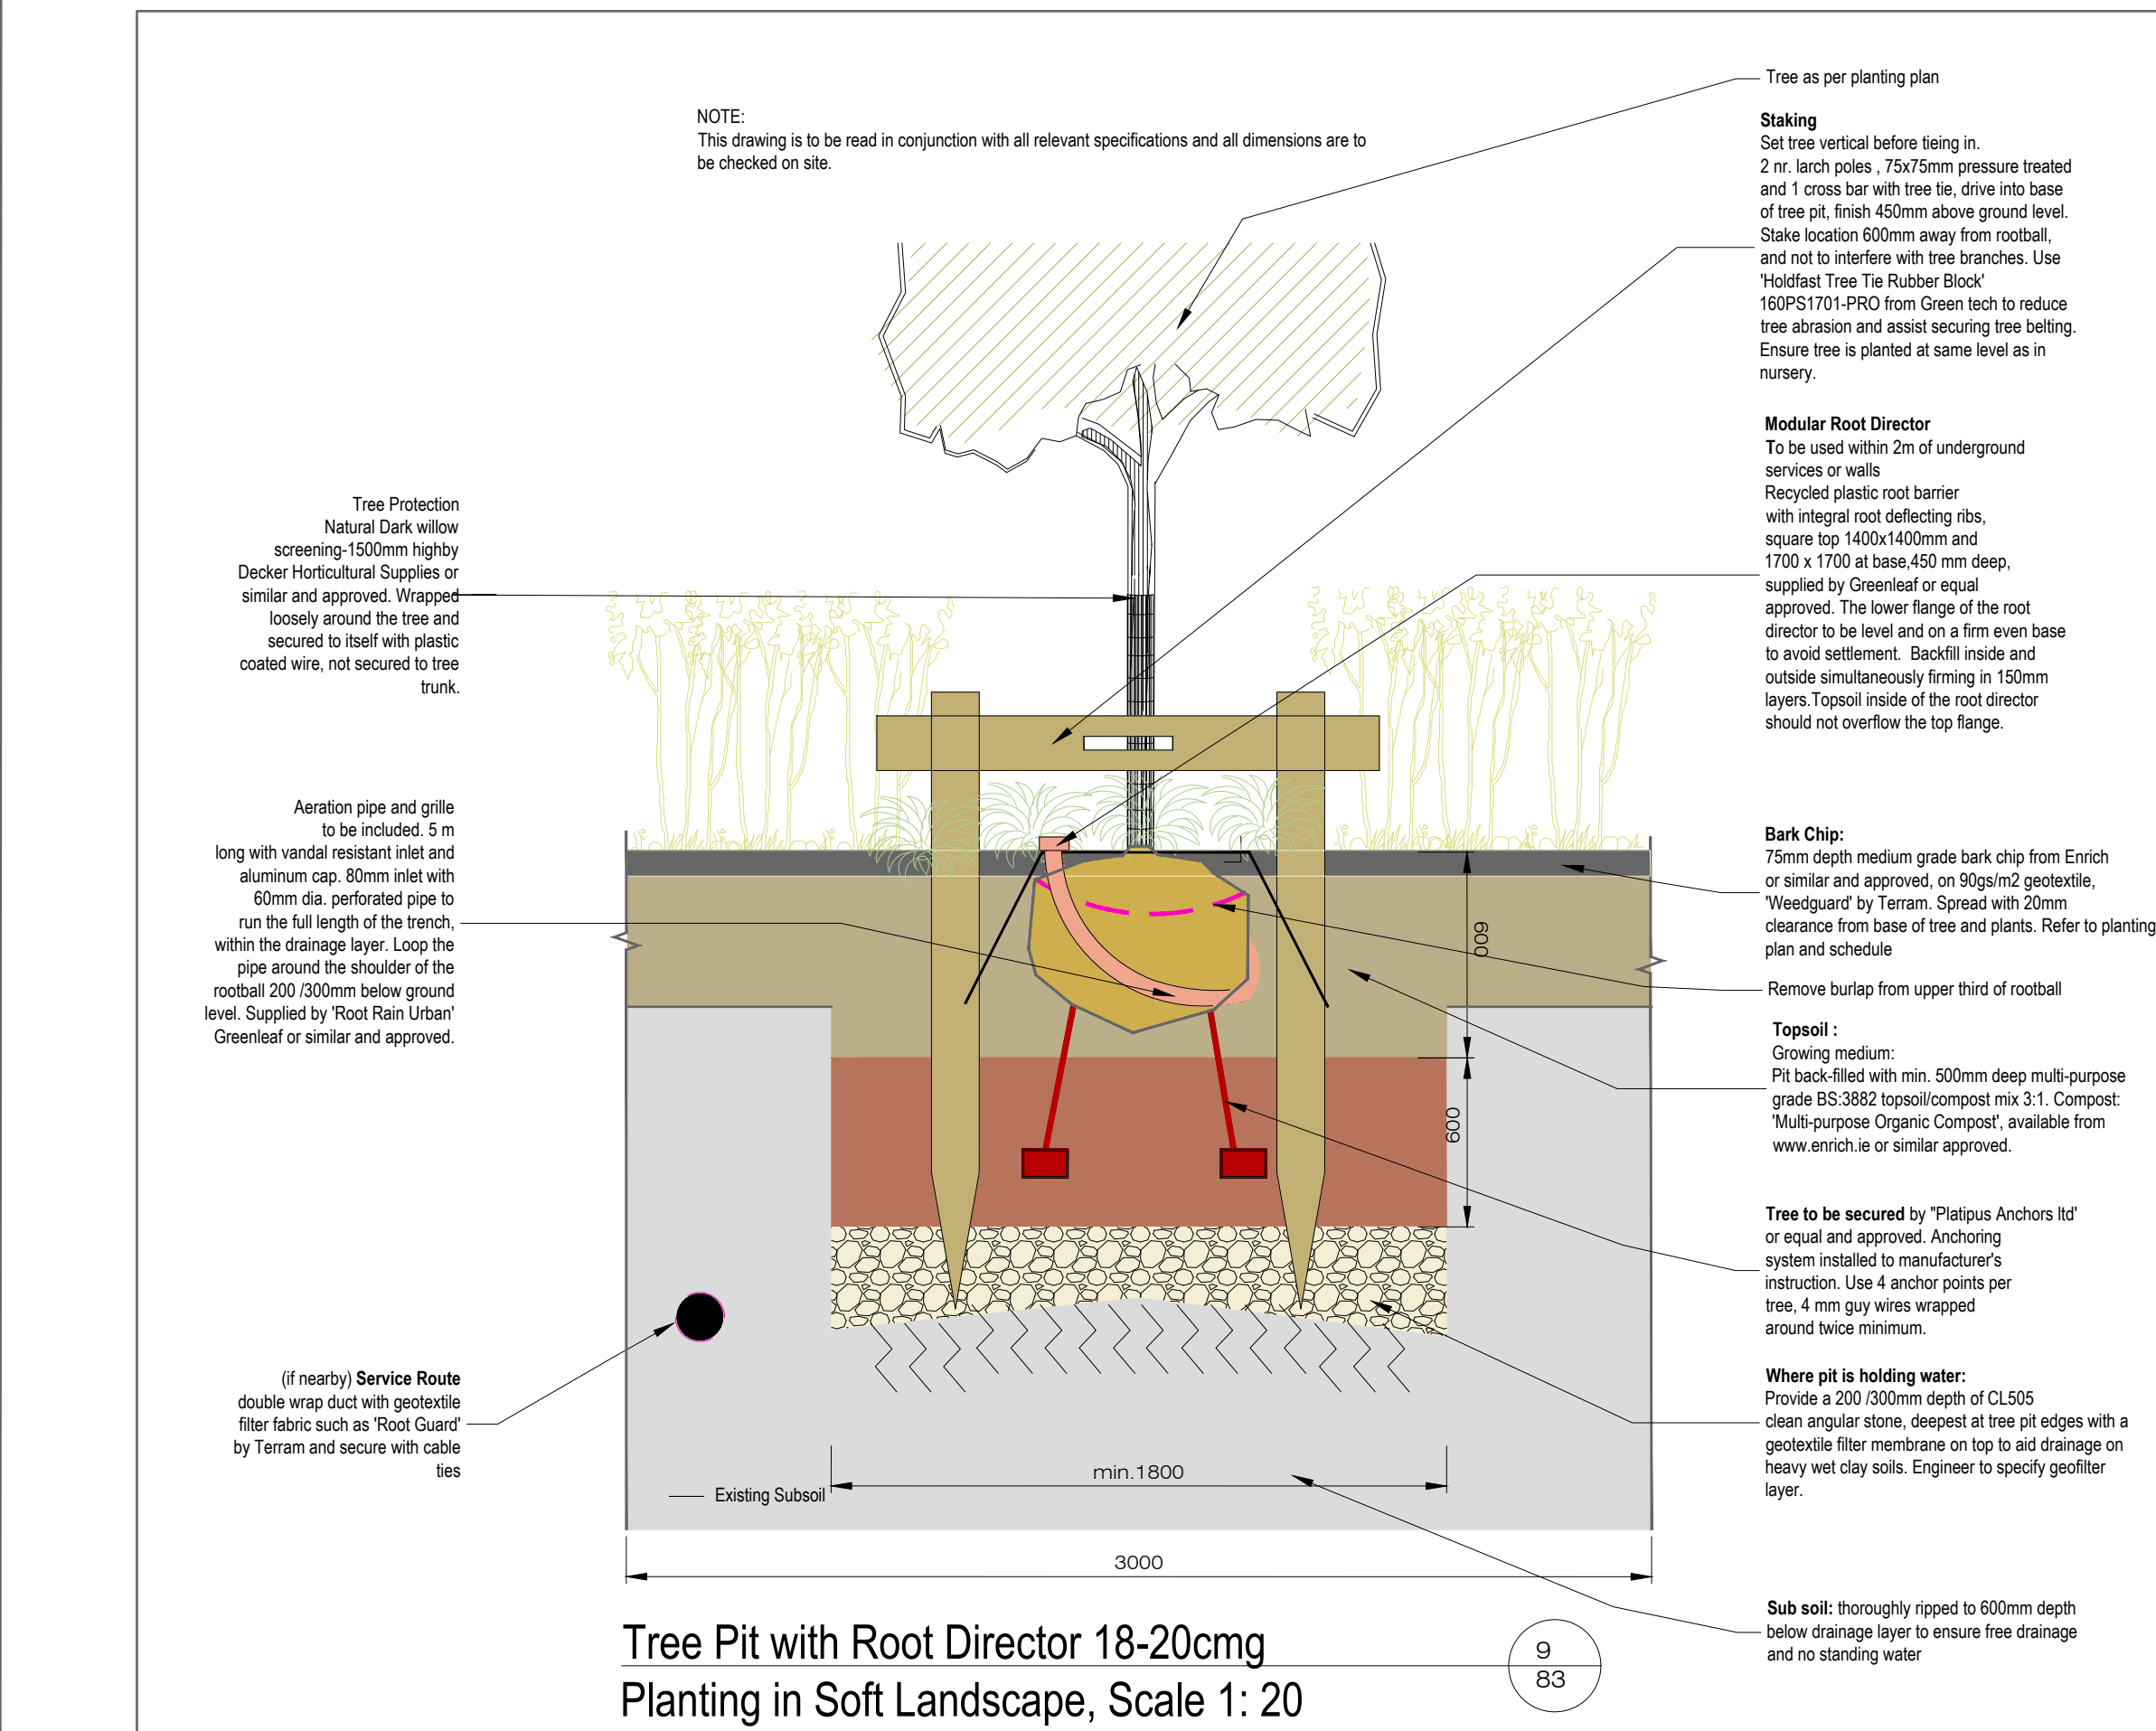 NOTE:
This drawing is to be read in conjunction with all relevant specifications and all dimensions are to
be checked on site.
Tree as per planting plan
Staking
Set tree vertical before tieing in.
2 nr. larch poles , 75x75mm pressure treated
and 1 cross bar with tree tie, drive into base
of tree pit, finish 450mm above ground level.
Stake location 600mm away from rootball,
and not to interfere with tree branches. Use
'Holdfast Tree Tie Rubber Block'
160PS1701-PRO from Green tech to reduce
tree abrasion and assist securing tree belting.
Ensure tree is planted at same level as in
nursery.
Modular Root Director
To be used within 2m of underground
services or walls
Recycled plastic root barrier
with integral root deflecting ribs,
square top 1400x1400mm and
1700 x 1700 at base,450 mm deep,
supplied by Greenleaf or equal
approved. The lower flange of the root
director to be level and on a firm even base
to avoid settlement. Backfill inside and
outside simultaneously firming in 150mm
layers.Topsoil inside of the root director
should not overflow the top flange.
Tree Protection
Natural Dark willow
screening-1500mm highby
Decker Horticultural Supplies or
similar and approved. Wrapped
loosely around the tree and
secured to itself with plastic
coated wire, not secured to tree
trunk.
Aeration pipe and grille
to be included. 5 m
long with vandal resistant inlet and
aluminum cap. 80mm inlet with
60mm dia. perforated pipe to
run the full length of the trench,
within the drainage layer. Loop the
pipe around the shoulder of the
rootball 200 /300mm below ground
level. Supplied by 'Root Rain Urban'
Greenleaf or similar and approved.
Bark Chip:
75mm depth medium grade bark chip from Enrich
or similar and approved, on 90gs/m2 geotextile,
'Weedguard' by Terram. Spread with 20mm
clearance from base of tree and plants. Refer to planting
plan and schedule
Remove burlap from upper third of rootball
Topsoil :
Growing medium:
Pit back-filled with min. 500mm deep multi-purpose
grade BS:3882 topsoil/compost mix 3:1. Compost:
'Multi-purpose Organic Compost', available from
www.enrich.ie or similar approved.
600
600
Tree to be secured by "Platipus Anchors ltd'
or equal and approved. Anchoring
system installed to manufacturer's
instruction. Use 4 anchor points per
tree, 4 mm guy wires wrapped
around twice minimum.
Where pit is holding water:
Provide a 200 /300mm depth of CL505
clean angular stone, deepest at tree pit edges with a
geotextile filter membrane on top to aid drainage on
heavy wet clay soils. Engineer to specify geofilter
layer.
(if nearby) Service Route
double wrap duct with geotextile
filter fabric such as 'Root Guard'
by Terram and secure with cable
ties
min.1800
Existing Subsoil
3000
Sub soil: thoroughly ripped to 600mm depth
below drainage layer to ensure free drainage
and no standing water
Tree Pit with Root Director 18-20cmg
Planting in Soft Landscape, Scale 1: 20
9
83